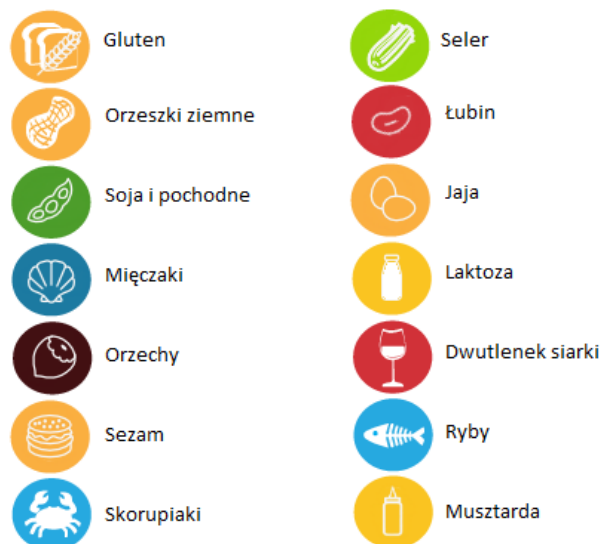 Gluten
Orzeszki ziemne
Soja i pochodne
Mięczaki
Orzechy
Sezam
Skorupiaki
Seler
Łubin
Jaja
Laktoza
Dwutlenek siarki
Ryby
Musztarda